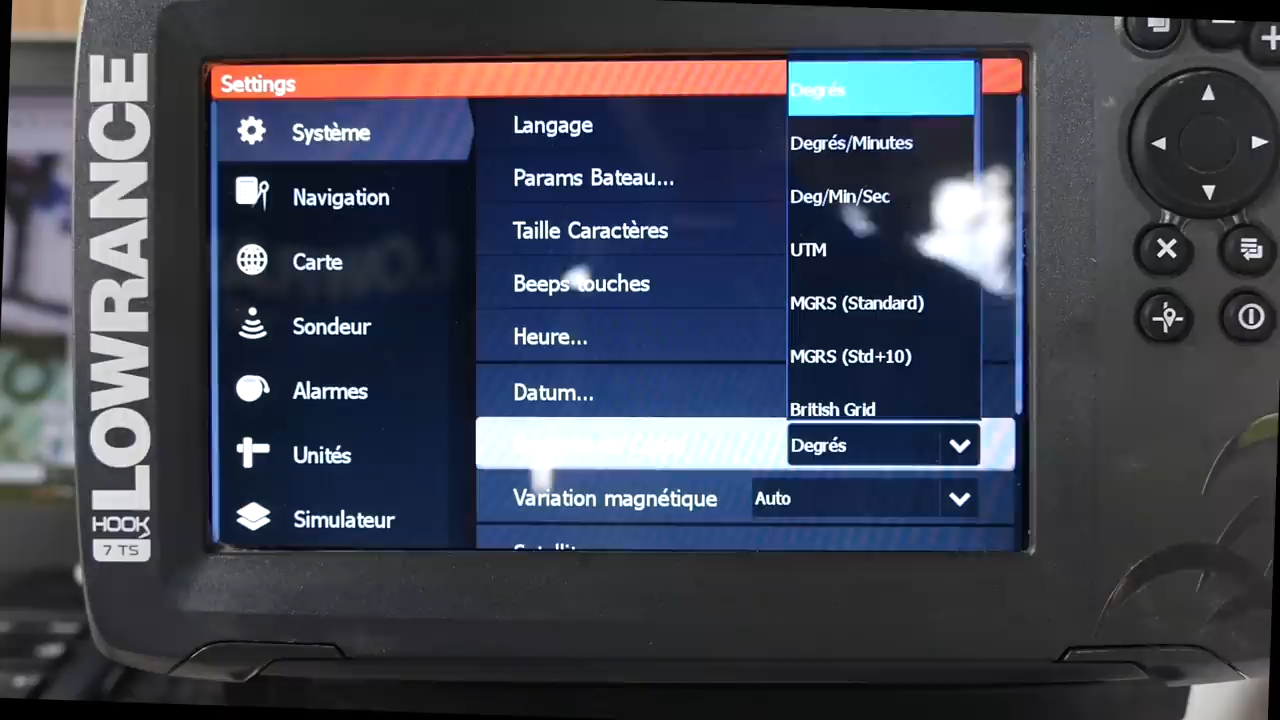 LOWRANCE
HOOK
7 TS
Settings
Système
Navigation
Carte
Sondeur
Alarmes
Unités
Simulateur
Langage
Params Bateau...
Taille Caractères
Beeps touches
Heure...
Datum...
Variation magnétique
Auto
Degrés
Degrés/Minutes
Deg/Min/Sec
UTM
MGRS (Standard)
MGRS (Std+10)
British Grid
Degrés